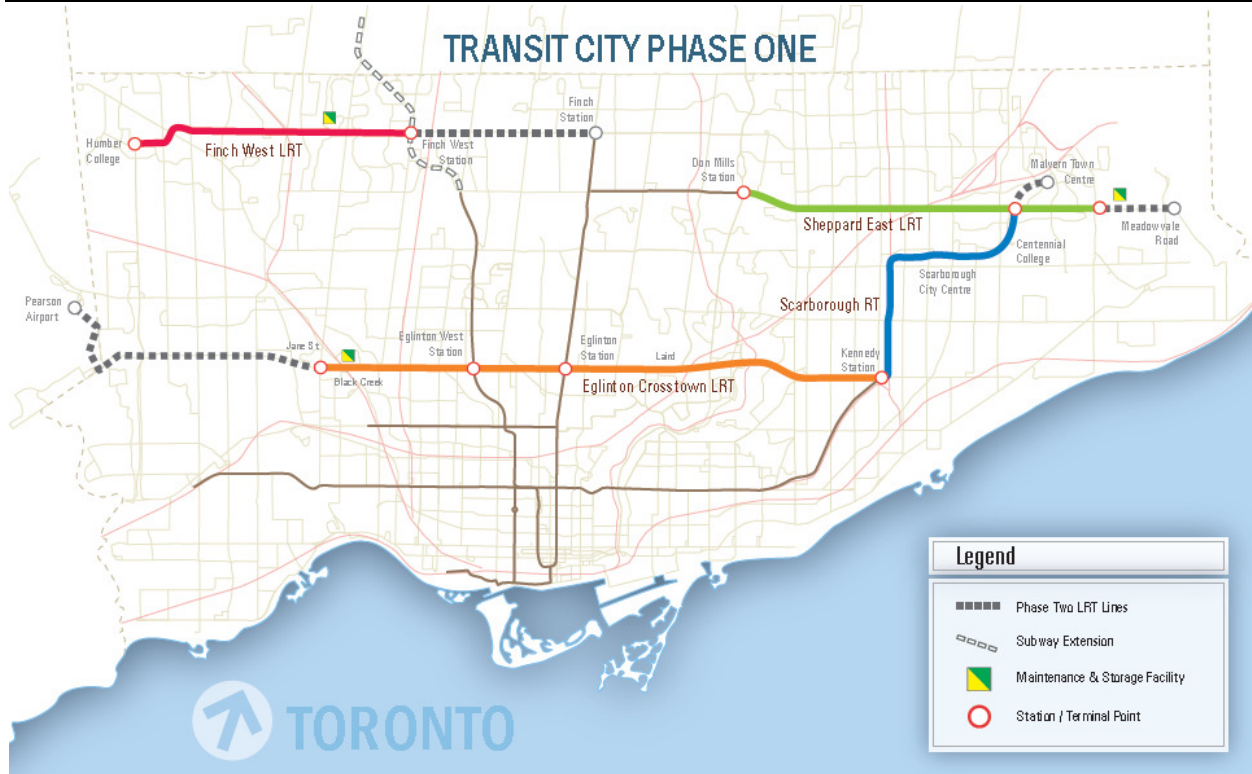 TRANSIT CITY PHASE ONE
Finch
Station
Humber
College
Finch West LRT
Finch West
Station
Don Mills
Station
Malvern Town
Centre
Sheppard East LRT
Meadowvale
Road
Centennial
College
Scarborough
City Centre
Scarborough RT
Pearson
Airport
Jane St
Black Creek
Eglinton West
Station
Eglinton
Station
Laird
Eglinton Crosstown LRT
Kennedy
Station
Legend
Phase Two LRT Lines
Subway Extension
Maintenance & Storage Facility
Station / Terminal Point
TORONTO